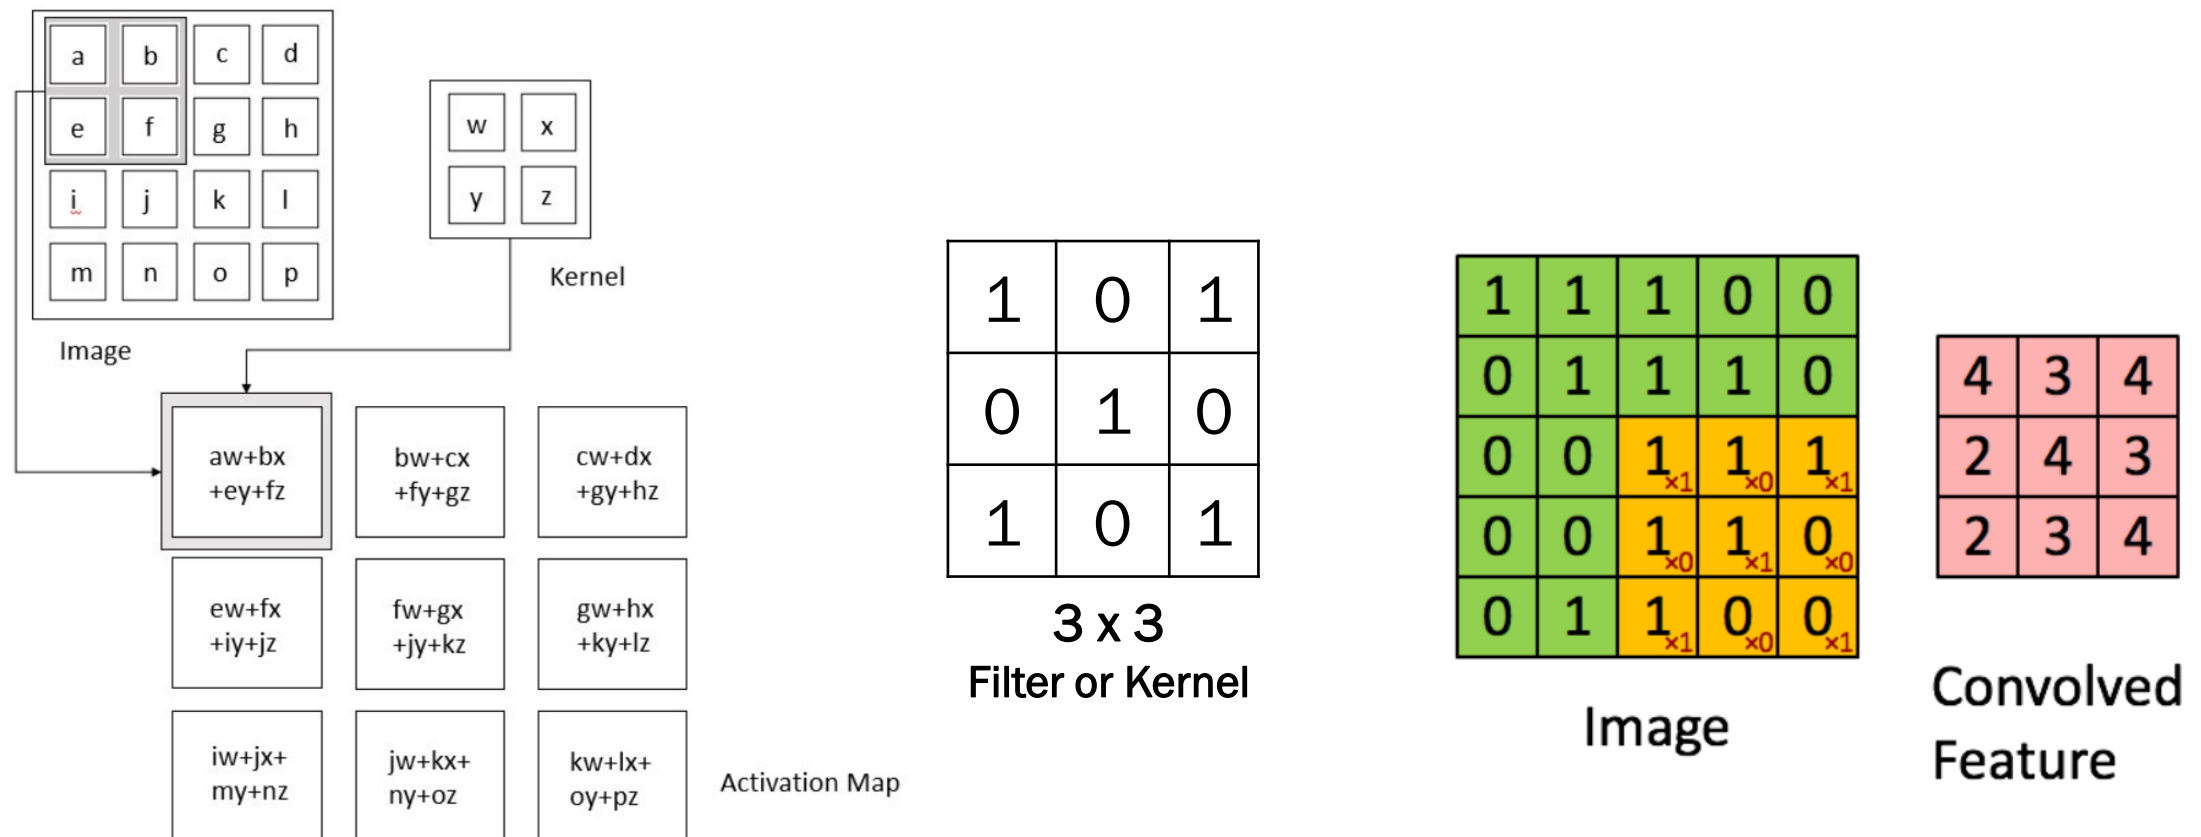 a b c d
e f g h
i j k l
m n o p
Image
w x
y z
Kernel
aw+bx
+ey+fz
bw+cx
+fy+gz
cw+dx
+gy+hz
ew+fx
+iy+jz
fw+gx
+jy+kz
gw+hx
+ky+lz
iw+jx+
my+nz
jw+kx+
ny+oz
kw+lx+
oy+pz
Activation Map
1 0 1
0 1 0
1 0 1
3 x 3
Filter or Kernel
1 1 1 0 0
0 1 1 1 0
0 0 1×1 1×0 1×1
0 0 1×0 1×1 0×0
0 1 1×1 0×0 0×1
Image
4 3 4
2 4 3
2 3 4
Convolved
Feature